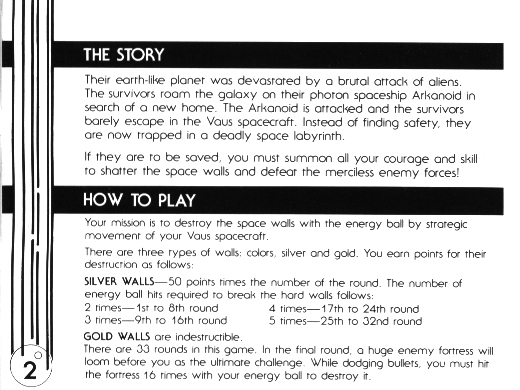 THE STORY
Their earth-like planet was devastated by a brutal attack of aliens.
The survivors roam the galaxy on their photon spaceship Arkanoid in
search of a new home. The Arkanoid is attacked and the survivors
barely escape in the Vaus spacecraft. Instead of finding safety, they
are now trapped in a deadly space labyrinth.
If they are to be saved, you must summon all your courage and skill
to shatter the space walls and defeat the merciless enemy forces!
HOW TO PLAY
Your mission is to destroy the space walls with the energy ball by strategic
movement of your Vaus spacecraft.
There are three types of walls: colors, silver and gold. You earn points for their
destruction as follows:
SILVER WALLS—50 points times the number of the round. The number of
energy ball hits required to break the hard walls follows:
2 times—1st to 8th round 4 times—17th to 24th round
3 times—9th to 16th round 5 times—25th to 32nd round
GOLD WALLS are indestructible.
There are 33 rounds in this game. In the final round, a huge enemy fortress will
loom before you as the ultimate challenge. While dodging bullets, you must hit
the fortress 16 times with your energy ball to destroy it.
2